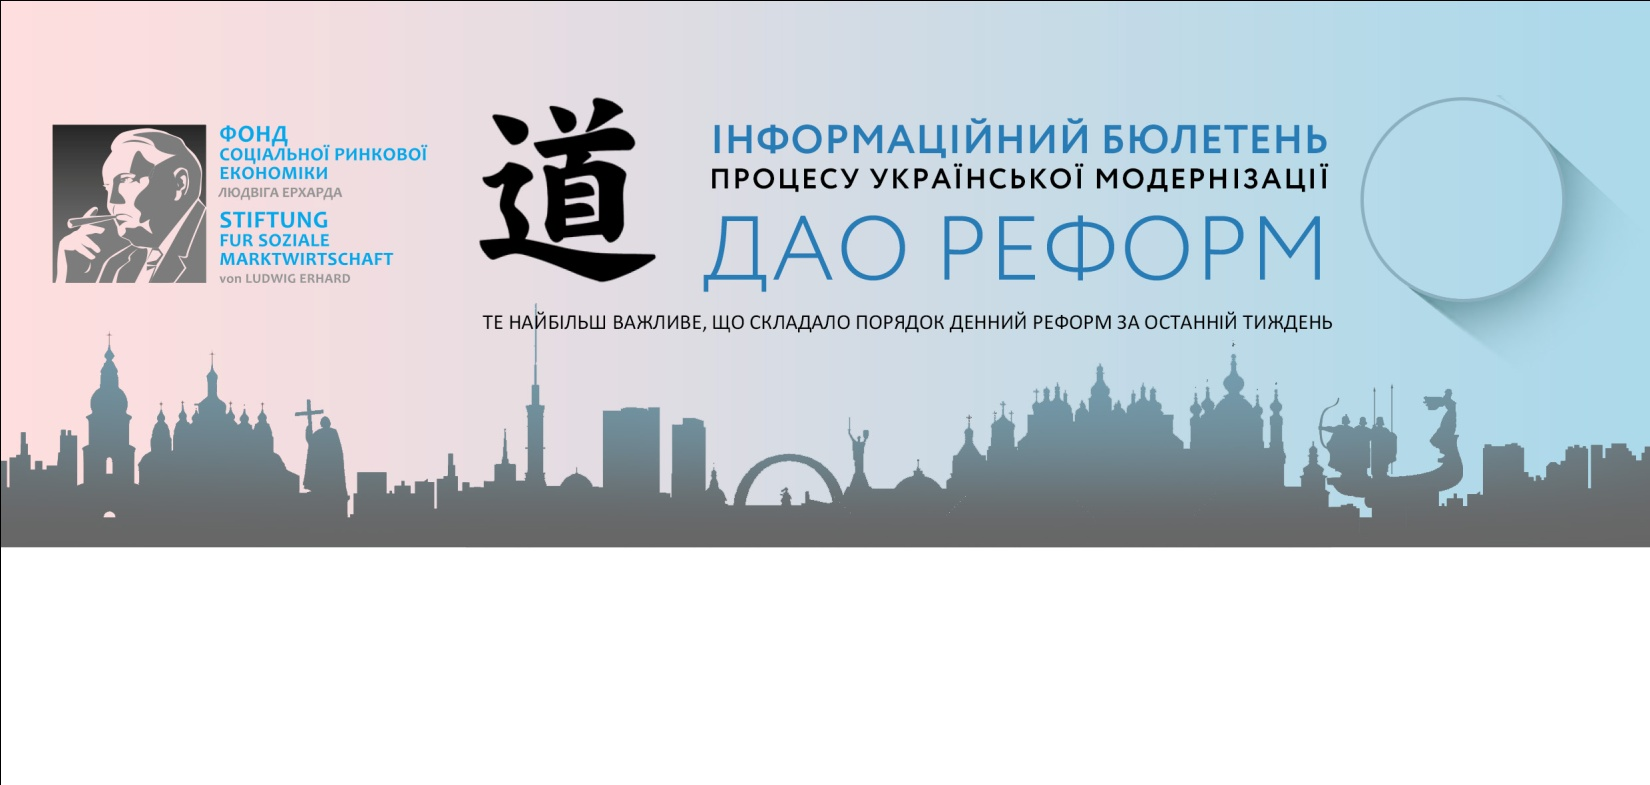 ФОНД
СОЦІАЛЬНОЇ РИНКОВОЇ
ЕКОНОМІКИ
ЛЮДВІГА ЕРХАРДА
STIFTUNG
FUR SOZIALE
MARKTWIRTSCHAFT
von LUDWIG ERHARD
道
ІНФОРМАЦІЙНИЙ БЮЛЕТЕНЬ
ПРОЦЕСУ УКРАЇНСЬКОЇ МОДЕРНІЗАЦІЇ
ДАО РЕФОРМ
ТЕ НАЙБІЛЬШ ВАЖЛИВЕ, ЩО СКЛАДАЛО ПОРЯДОК ДЕННИЙ РЕФОРМ ЗА ОСТАННІЙ ТИЖДЕНЬ